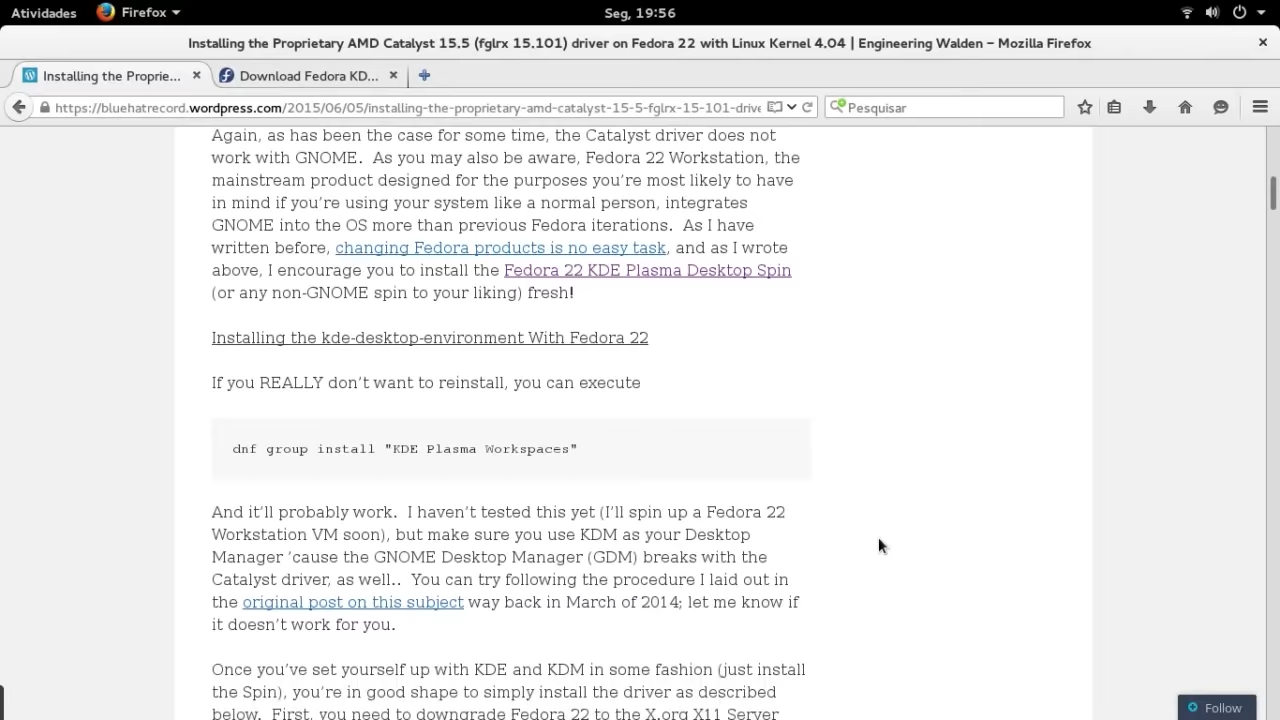 Atividades Firefox Seg, 19:56
Installing the Proprietary AMD Catalyst 15.5 (fglrx 15.101) driver on Fedora 22 with Linux Kernel 4.04 | Engineering Walden – Mozilla Firefox
Installing the Proprie... Download Fedora KD...
https://bluehatrecord.wordpress.com/2015/06/05/installing-the-proprietary-amd-catalyst-15-5-fglrx-15-101-drive Pesquisar
Again, as has been the case for some time, the Catalyst driver does not
work with GNOME. As you may also be aware, Fedora 22 Workstation, the
mainstream product designed for the purposes you're most likely to have
in mind if you're using your system like a normal person, integrates
GNOME into the OS more than previous Fedora iterations. As I have
written before, changing Fedora products is no easy task, and as I wrote
above, I encourage you to install the Fedora 22 KDE Plasma Desktop Spin
(or any non-GNOME spin to your liking) fresh!
Installing the kde-desktop-environment With Fedora 22
If you REALLY don't want to reinstall, you can execute
dnf group install "KDE Plasma Workspaces"
And it'll probably work. I haven't tested this yet (I'll spin up a Fedora 22
Workstation VM soon), but make sure you use KDM as your Desktop
Manager 'cause the GNOME Desktop Manager (GDM) breaks with the
Catalyst driver, as well.. You can try following the procedure I laid out in
the original post on this subject way back in March of 2014; let me know if
it doesn't work for you.
Once you've set yourself up with KDE and KDM in some fashion (just install
the Spin), you're in good shape to simply install the driver as described
below. First, you need to downgrade Fedora 22 to the X.org X11 Server
Follow